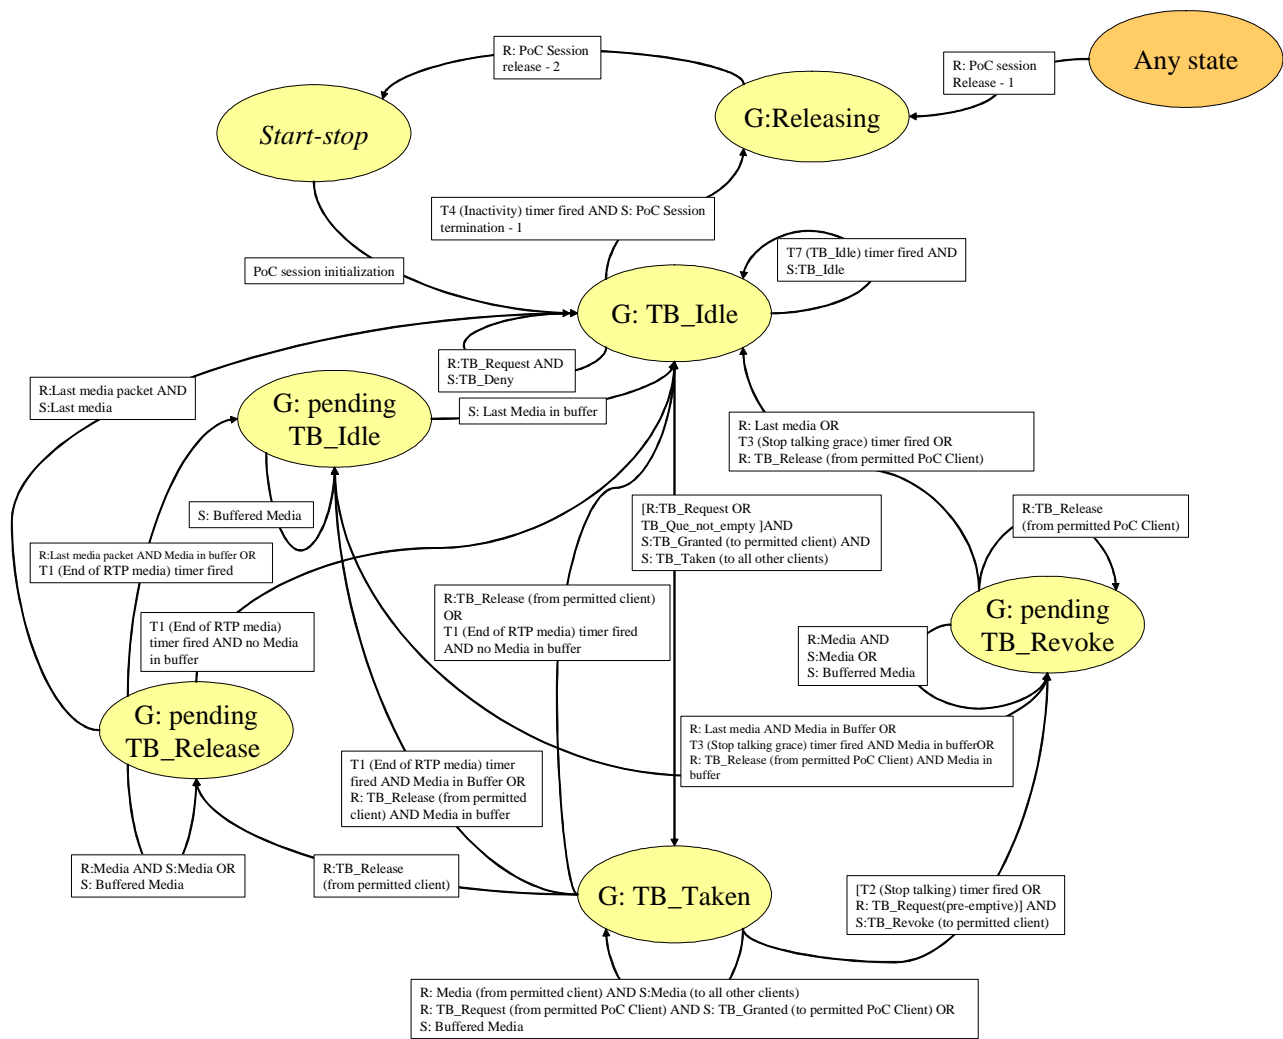 R: PoC Session
release - 2
R: PoC session
Release - 1
Any state
G:Releasing
Start-stop
T4 (Inactivity) timer fired AND S: PoC Session
termination - 1
T7 (TB_Idle) timer fired AND
S:TB_Idle
PoC session initialization
G: TB_Idle
R:TB_Request AND
S:TB_Deny
R:Last media packet AND
S:Last media
G: pending
TB_Idle
S: Last Media in buffer
R: Last media OR
T3 (Stop talking grace) timer fired OR
R: TB_Release (from permitted PoC Client)
S: Buffered Media
[R:TB_Request OR
TB_Que_not_empty ]AND
S:TB_Granted (to permitted client) AND
S: TB_Taken (to all other clients)
R:TB_Release
(from permitted PoC Client)
R:Last media packet AND Media in buffer OR
T1 (End of RTP media) timer fired
R:TB_Release (from permitted client)
OR
T1 (End of RTP media) timer fired
AND no Media in buffer
T1 (End of RTP media)
timer fired AND no Media
in buffer
G: pending
TB_Revoke
R:Media AND
S:Media OR
S: Bufferred Media
G: pending
TB_Release
R: Last media AND Media in Buffer OR
T3 (Stop talking grace) timer fired AND Media in bufferOR
R: TB_Release (from permitted PoC Client) AND Media in
buffer
T1 (End of RTP media) timer
fired AND Media in Buffer OR
R: TB_Release (from permitted
client) AND Media in buffer
R:Media AND S:Media OR
S: Buffered Media
R:TB_Release
(from permitted client)
G: TB_Taken
[T2 (Stop talking) timer fired OR
R: TB_Request(pre-emptive)] AND
S:TB_Revoke (to permitted client)
R: Media (from permitted client) AND S:Media (to all other clients)
R: TB_Request (from permitted PoC Client) AND S: TB_Granted (to permitted PoC Client) OR
S: Buffered Media